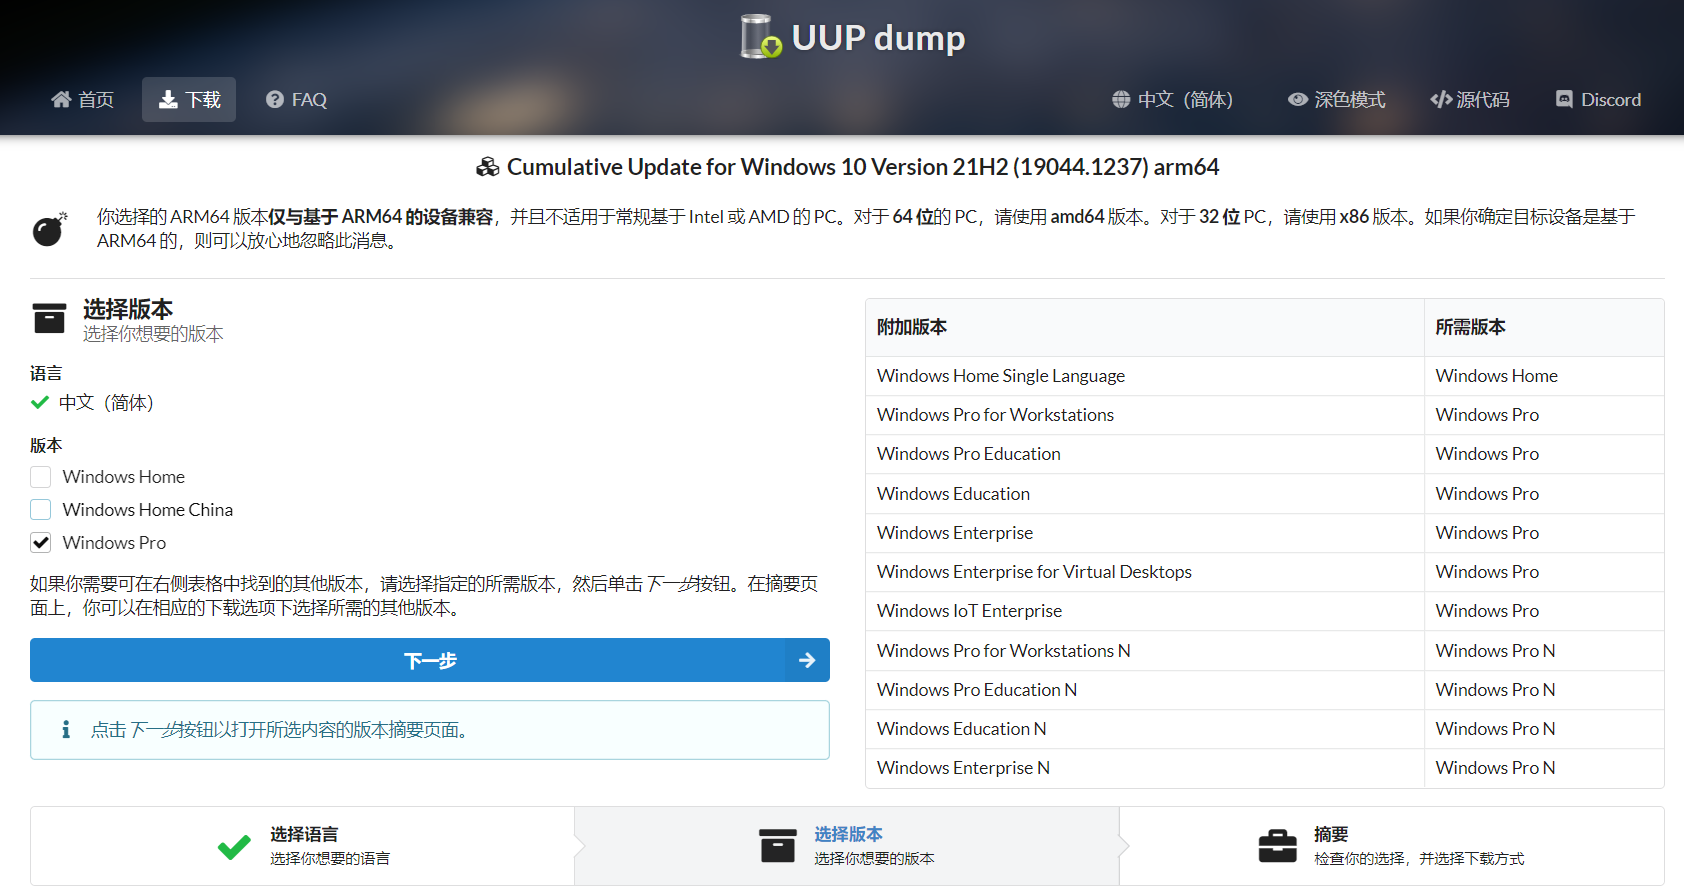 UUP dump
首页 下载 FAQ 中文（简体） 深色模式 源代码 Discord
Cumulative Update for Windows 10 Version 21H2 (19044.1237) arm64
你选择的 ARM64 版本仅与基于 ARM64 的设备兼容，并且不适用于常规基于 Intel 或 AMD 的 PC。对于 64 位的 PC，请使用 amd64 版本。对于 32 位 PC，请使用 x86 版本。如果你确定目标设备是基于
ARM64 的，则可以放心地忽略此消息。
选择版本
选择你想要的版本
语言
中文（简体）
版本
Windows Home
Windows Home China
Windows Pro
如果你需要可在右侧表格中找到的其他版本，请选择指定的所需版本，然后单击 下一步按钮。在摘要页
面上，你可以在相应的下载选项下选择所需的其他版本。
下一步
点击 下一步按钮以打开所选内容的版本摘要页面。
附加版本 所需版本
Windows Home Single Language Windows Home
Windows Pro for Workstations Windows Pro
Windows Pro Education Windows Pro
Windows Education Windows Pro
Windows Enterprise Windows Pro
Windows Enterprise for Virtual Desktops Windows Pro
Windows IoT Enterprise Windows Pro
Windows Pro for Workstations N Windows Pro N
Windows Pro Education N Windows Pro N
Windows Education N Windows Pro N
Windows Enterprise N Windows Pro N
选择语言
选择你想要的语言
选择版本
选择你想要的版本
摘要
检查你的选择，并选择下载方式